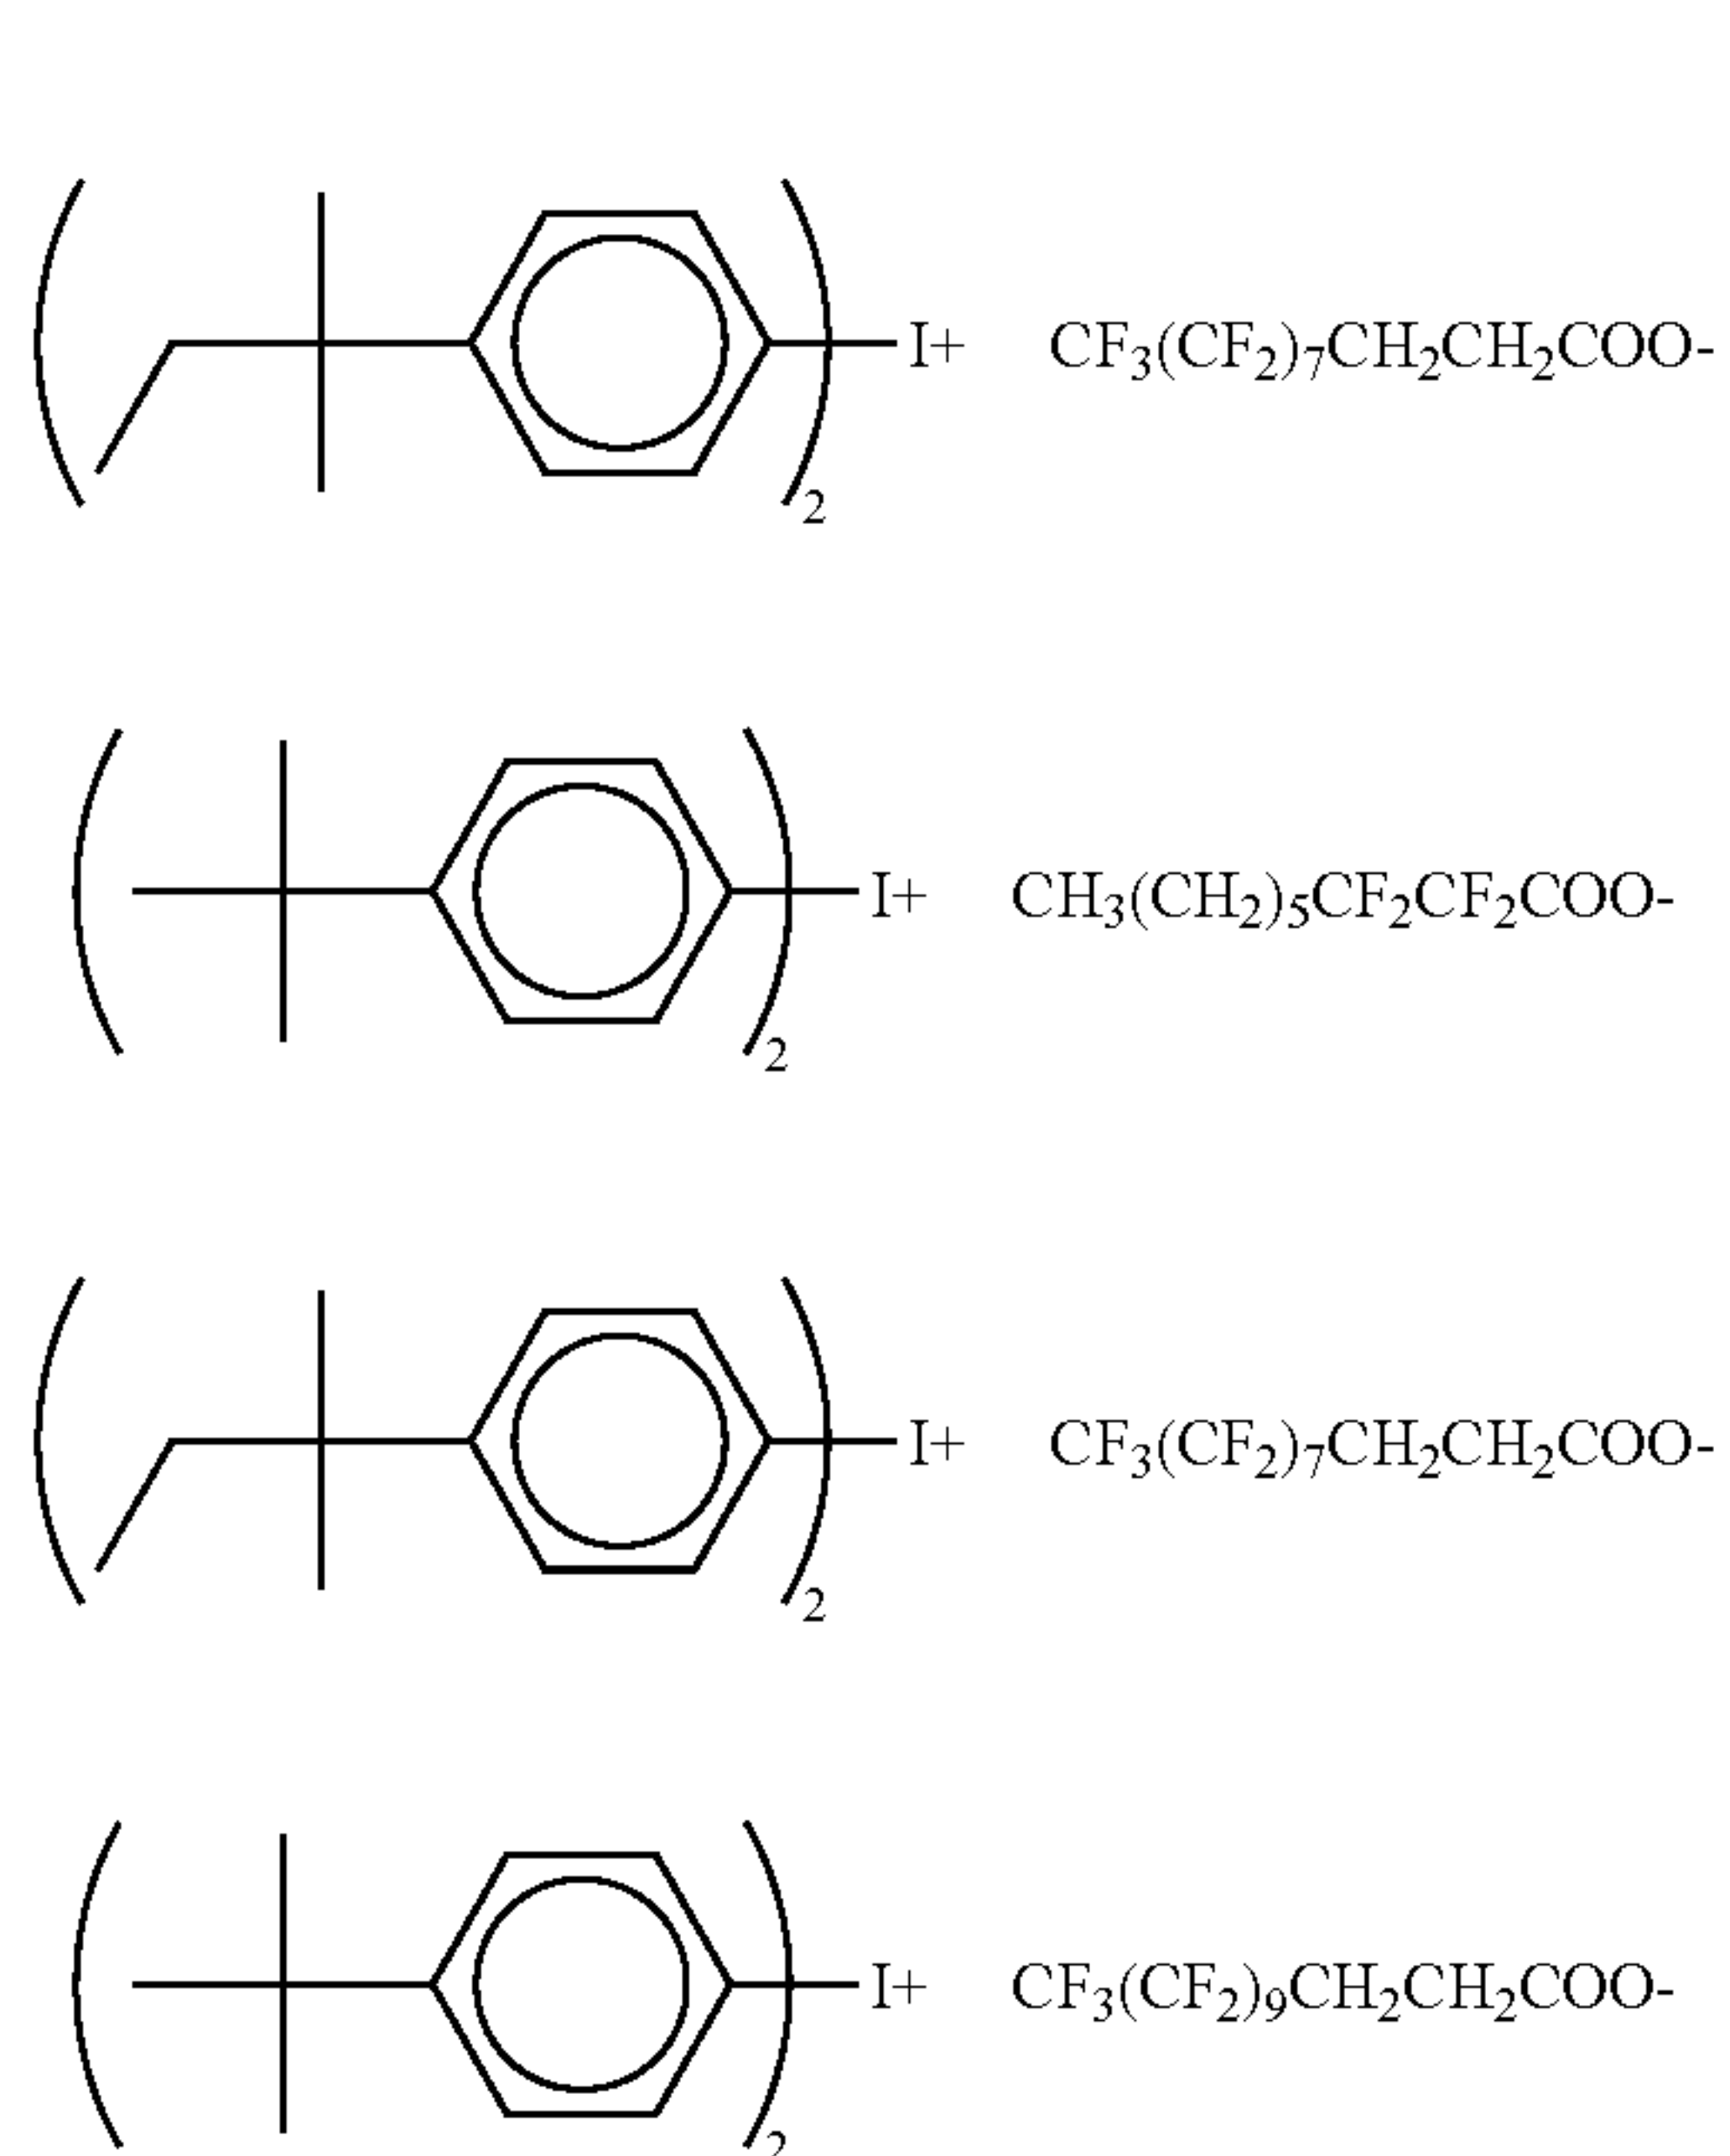 I+ CF₃(CF₂)₇CH₂CH₂COO-
2
I+ CH₃(CH₂)₅CF₂CF₂COO-
2
I+ CF₃(CF₂)₇CH₂CH₂COO-
2
I+ CF₃(CF₂)₉CH₂CH₂COO-
2